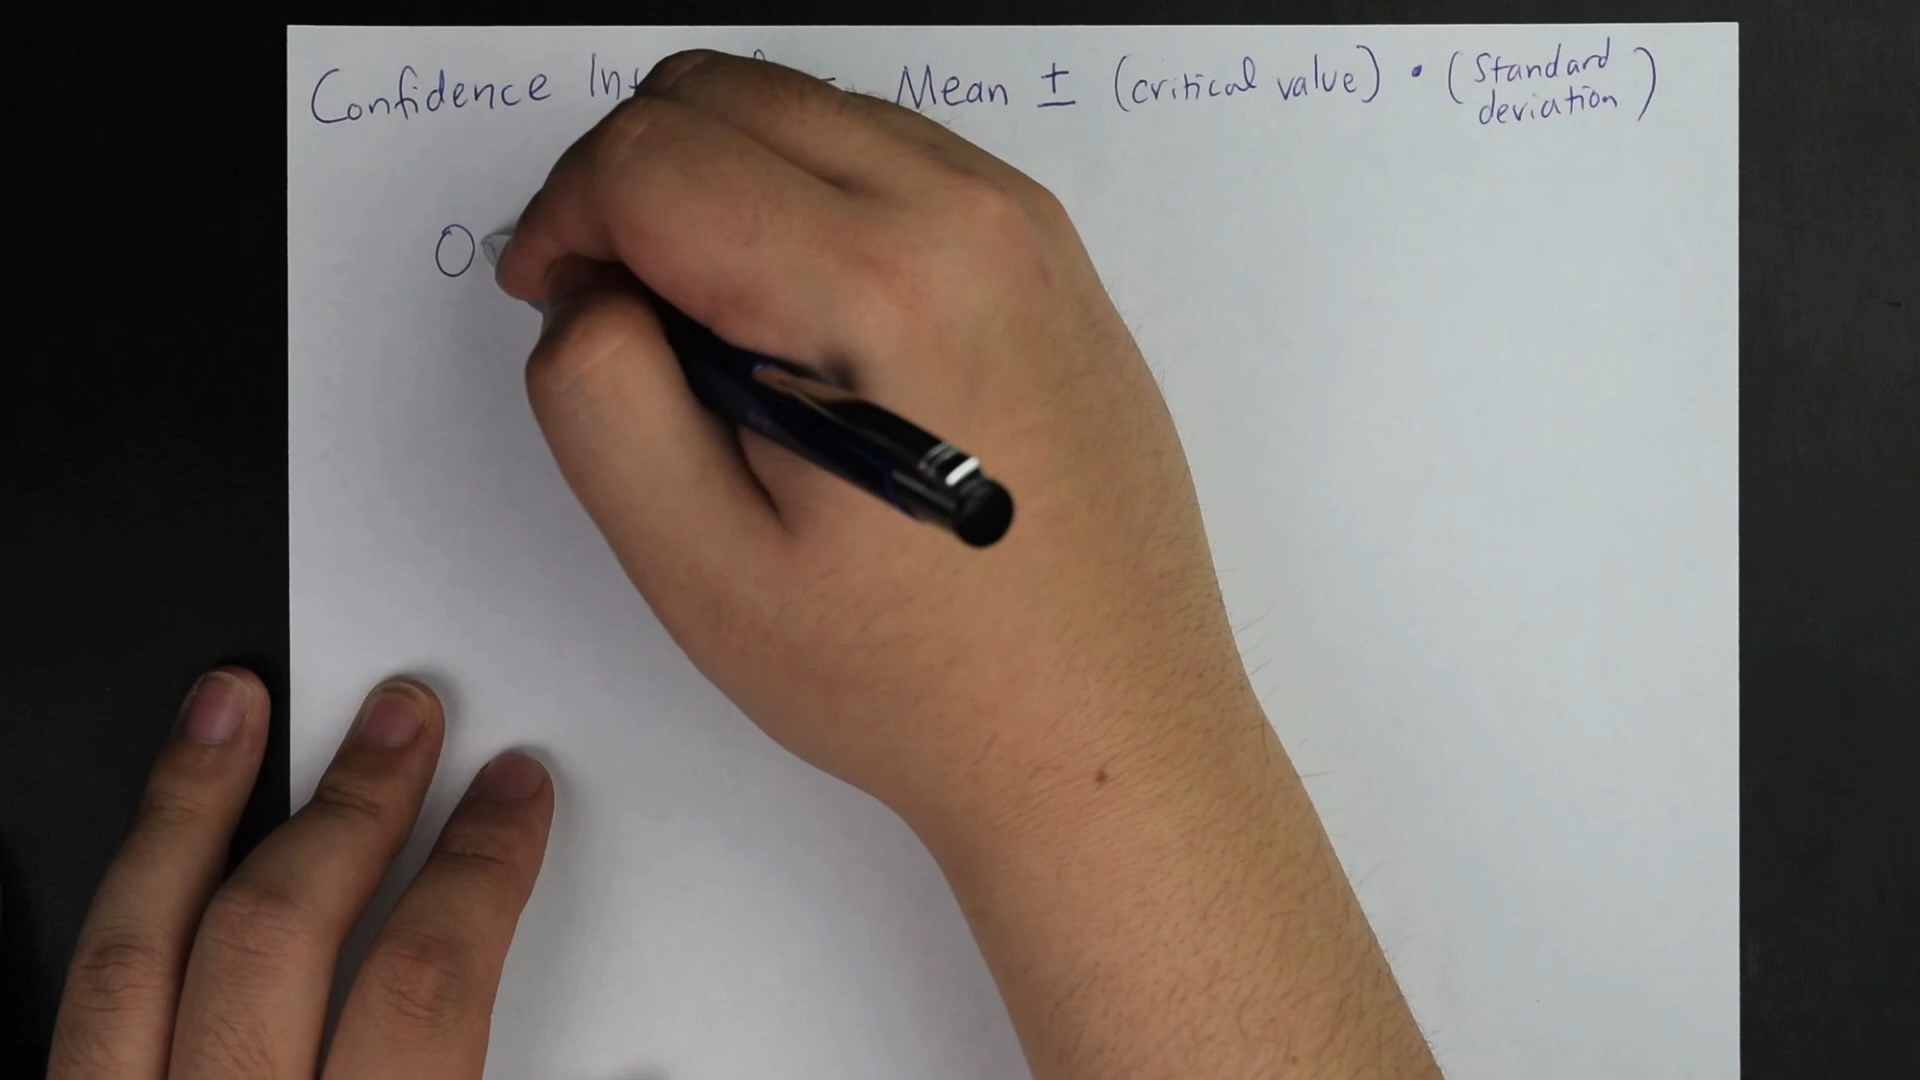 Confidence Mean ± (critical value) • (Standard deviation)
O